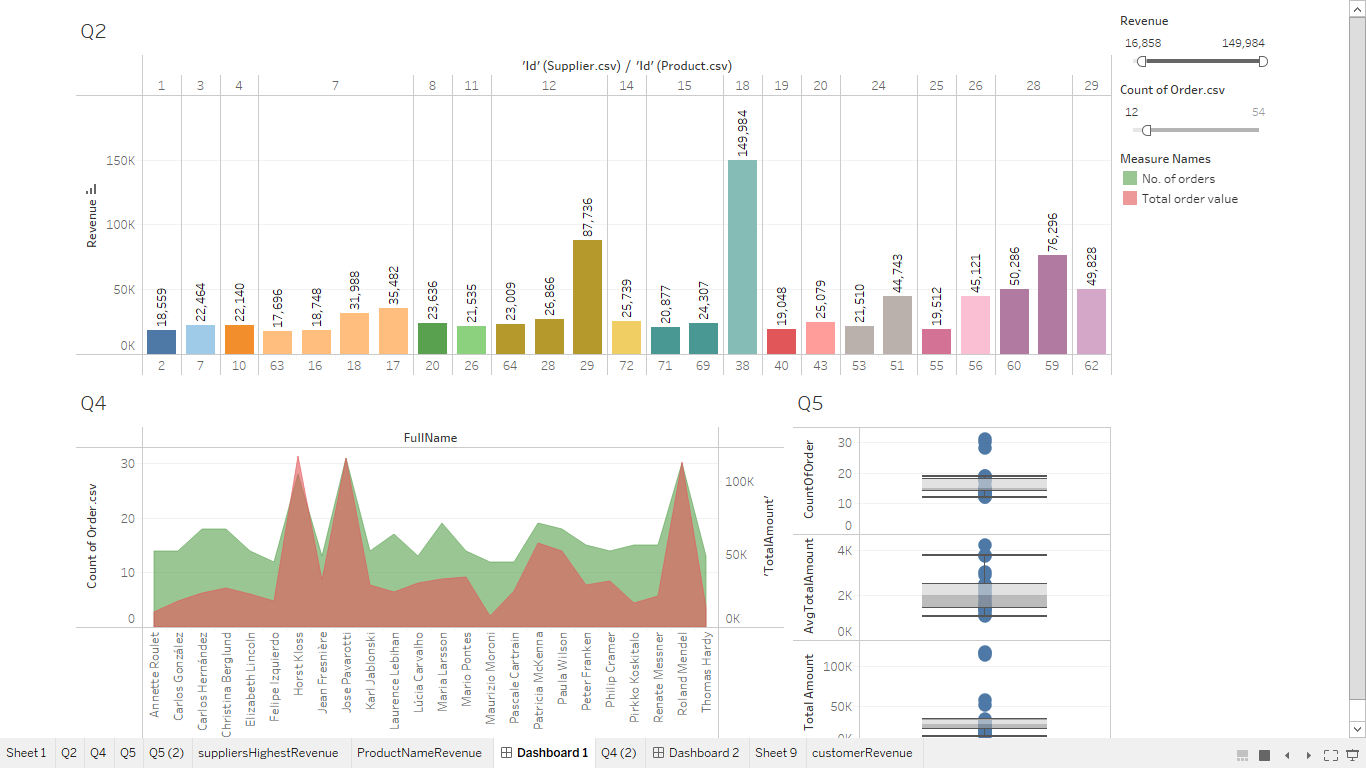 Q2
'Id' (Supplier.csv) / 'Id' (Product.csv)
1 3 4 7 8 11 12 14 15 18 19 20 24 25 28 29
150K
100K
50K
0K
Revenue
18,559 22,464 22,140 17,696 18,748 31,988 35,482 23,636 21,535 23,009 26,866 87,736 25,739 20,877 24,307 149,984 19,048 25,079 21,510 44,743 19,512 45,121 50,286 76,296 49,828
2 7 10 63 16 18 17 20 26 64 28 29 72 71 69 38 40 43 53 51 55 56 60 59 62
Revenue
16,858 149,984
Count of Order.csv
12 54
Measure Names
No. of orders
Total order value
Q4
FullName
Count of Order.csv
30
20
10
0
100K
50K
0K
'TotalAmount'
Annette Roulet
Carlos González
Carlos Hernández
Christina Berglund
Elizabeth Lincoln
Felipe Izquierdo
Horst Kloss
Jean Fresnière
Jose Pavarotti
Karl Jablonski
Laurence Lebihan
Lúcia Carvalho
Maria Larsson
Mario Pontes
Maurizio Moroni
Pascale Cartrain
Patricia McKenna
Paula Wilson
Peter Franken
Philip Cramer
Pirkko Koskitalo
Renate Messner
Roland Mendel
Thomas Hardy
Q5
CountOfOrder
30
20
10
0
AvgTotalAmount
4K
2K
0K
Total Amount
100K
50K
0K
Sheet 1 Q2 Q4 Q5 Q5 (2) suppliersHighestRevenue ProductNameRevenue Dashboard 1 Q4 (2) Dashboard 2 Sheet 9 customerRevenue